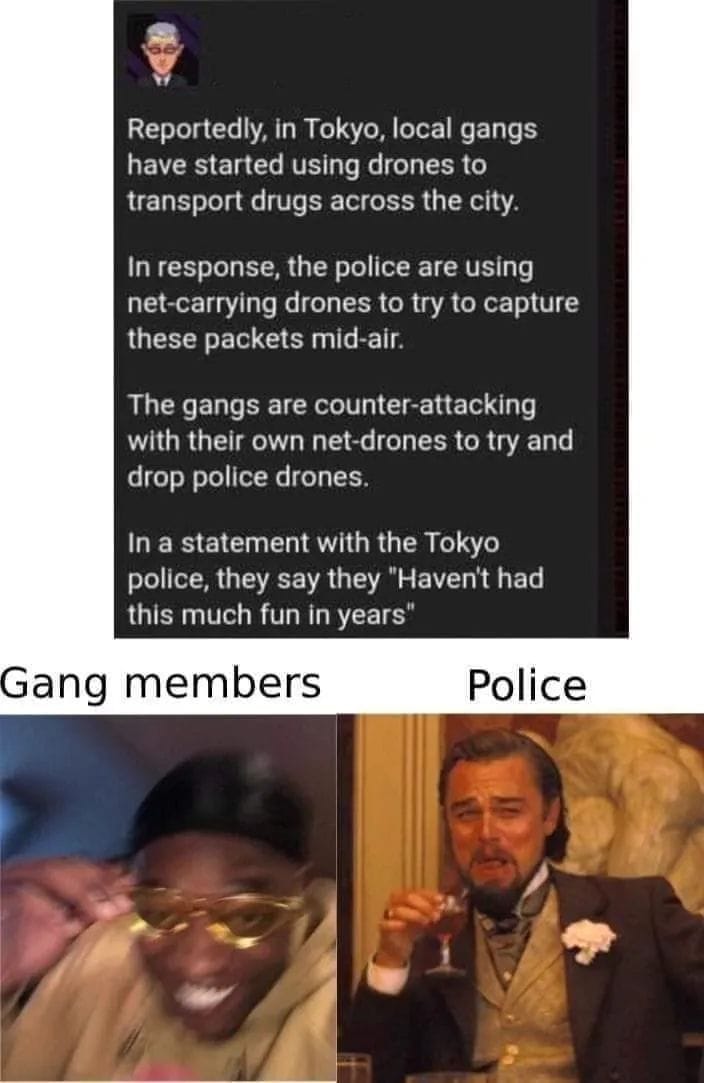 Reportedly, in Tokyo, local gangs
have started using drones to
transport drugs across the city.
In response, the police are using
net-carrying drones to try to capture
these packets mid-air.
The gangs are counter-attacking
with their own net-drones to try and
drop police drones.
In a statement with the Tokyo
police, they say they "Haven't had
this much fun in years"
Gang members
Police